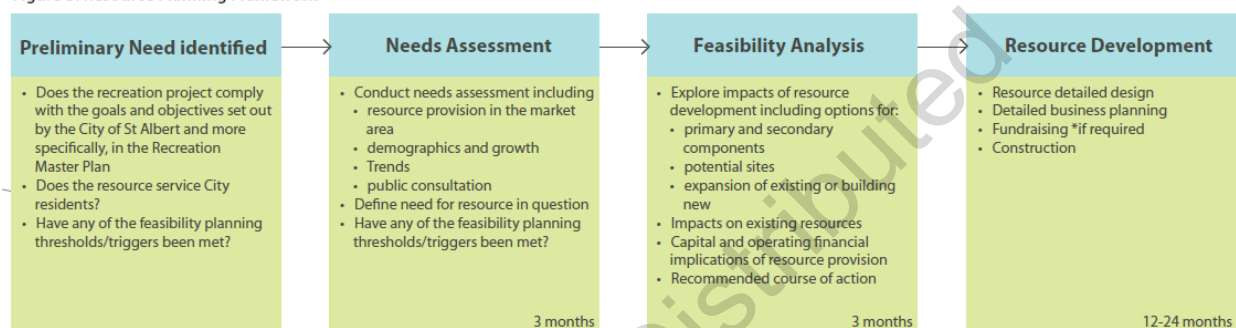 Preliminary Need identified
• Does the recreation project comply
with the goals and objectives set out
by the City of St Albert and more
specifically, in the Recreation
Master Plan
• Does the resource service City
residents?
• Have any of the feasibility planning
thresholds/triggers been met?
Needs Assessment
• Conduct needs assessment including
• resource provision in the market
area
• demographics and growth
• Trends
• public consultation
• Define need for resource in question
• Have any of the feasibility planning
thresholds/triggers been met?
3 months
Feasibility Analysis
• Explore impacts of resource
development including options for:
• primary and secondary
components
• potential sites
• expansion of existing or building
new
• Impacts on existing resources
• Capital and operating financial
implications of resource provision
• Recommended course of action
3 months
Resource Development
• Resource detailed design
• Detailed business planning
• Fundraising *if required
• Construction
12-24 months